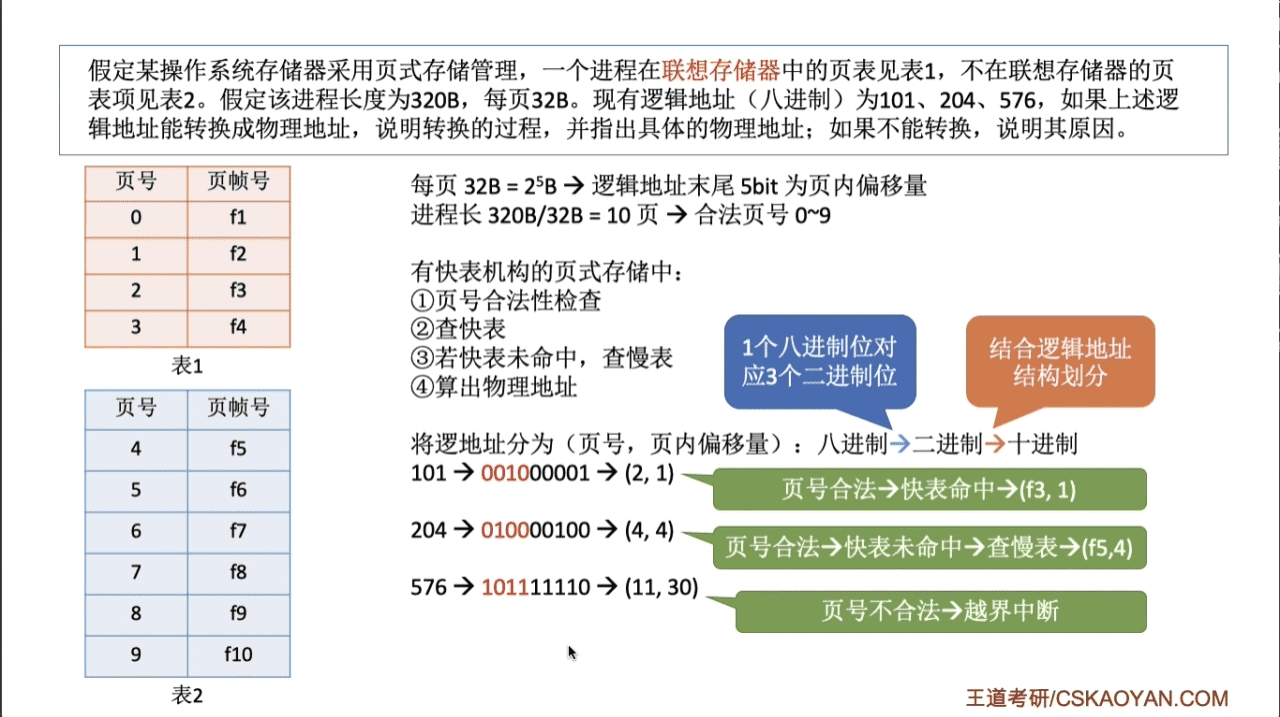 假定某操作系统存储器采用页式存储管理，一个进程在联想存储器中的页表见表1，不在联想存储器的页
表项见表2。假定该进程长度为320B，每页32B。现有逻辑地址（八进制）为101、204、576，如果上述逻
辑地址能转换成物理地址，说明转换的过程，并指出具体的物理地址；如果不能转换，说明其原因。
页号 页帧号
0 f1
1 f2
2 f3
3 f4
表1
页号 页帧号
4 f5
5 f6
6 f7
7 f8
8 f9
9 f10
表2
每页 32B = 2⁵B → 逻辑地址末尾 5bit 为页内偏移量
进程长 320B/32B = 10 页 → 合法页号 0~9
有快表机构的页式存储中：
①页号合法性检查
②查快表
③若快表未命中，查慢表
④算出物理地址
1个八进制位对
应3个二进制位
结合逻辑地址
结构划分
将逻地址分为（页号，页内偏移量）：八进制→二进制→十进制
101 → 001000001 → (2, 1)
页号合法→快表命中→(f3, 1)
204 → 010000100 → (4, 4)
页号合法→快表未命中→查慢表→(f5,4)
576 → 101111110 → (11, 30)
页号不合法→越界中断
王道考研/CSKAOYAN.COM